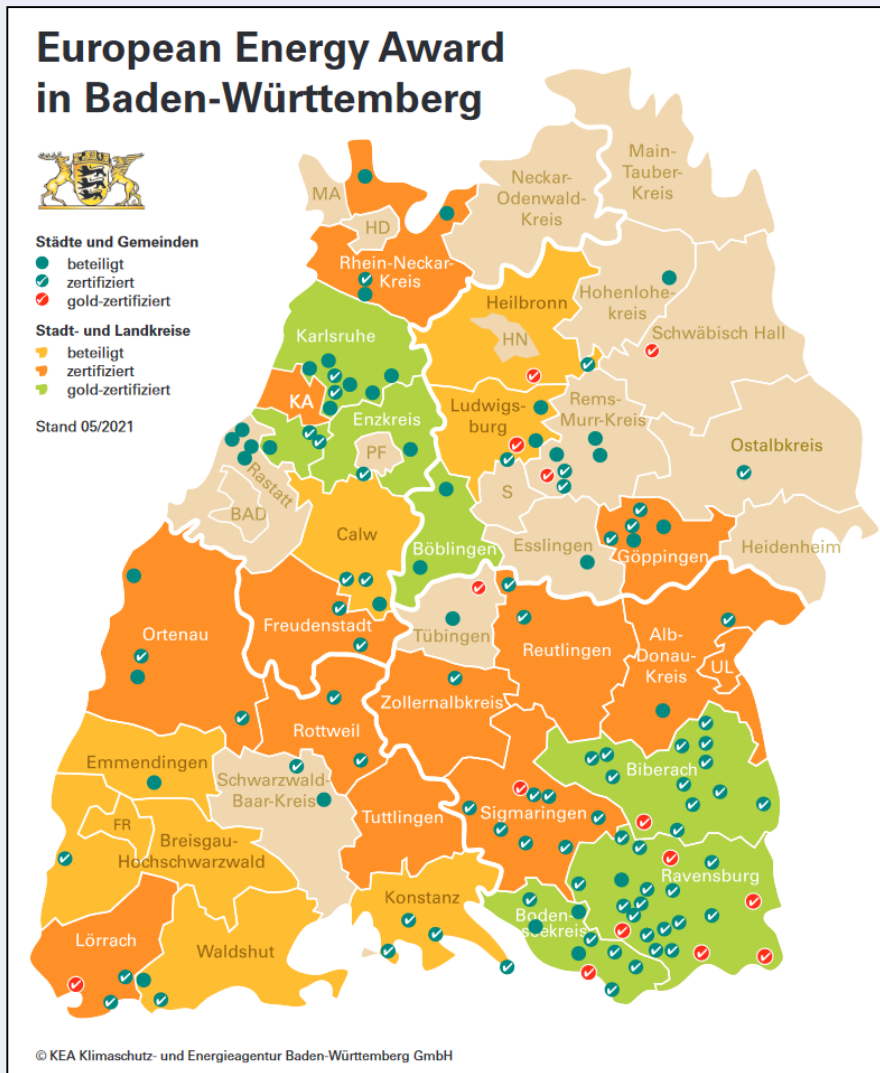 European Energy Award
in Baden-Württemberg
Städte und Gemeinden
beteiligt
zertifiziert
gold-zertifiziert
Stadt- und Landkreise
beteiligt
zertifiziert
gold-zertifiziert
Stand 05/2021
Main-
Tauber-
Kreis
Neckar-
Odenwald-
Kreis
MA
HD
Rhein-Neckar-
Kreis
Heilbronn
HN
Hohenlohe-
kreis
Schwäbisch Hall
Karlsruhe
KA
Enzkreis
PF
Ludwigs-
burg
Rems-
Murr-Kreis
Ostalbkreis
Rastatt
BAD
S
Calw
Böblingen
Esslingen
Göppingen
Heidenheim
Ortenau
Freudenstadt
Tübingen
Reutlingen
Alb-
Donau-
Kreis
UL
Rottweil
Zollernalbkreis
Emmendingen
Schwarzwald-
Baar-Kreis
Biberach
Tuttlingen
Sigmaringen
FR
Breisgau-
Hochschwarzwald
Konstanz
Ravensburg
Boden-
seekreis
Lörrach
Waldshut
© KEA Klimaschutz- und Energieagentur Baden-Württemberg GmbH